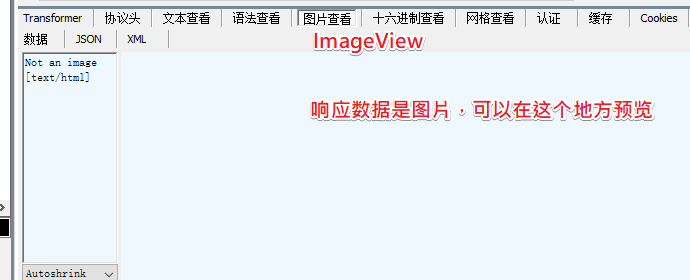 Transformer 协议头 文本查看 语法查看 图片查看 十六进制查看 网格查看 认证 缓存 Cookies
数据 JSON XML
ImageView
Not an image
[text/html]
响应数据是图片，可以在这个地方预览
Autoshrink